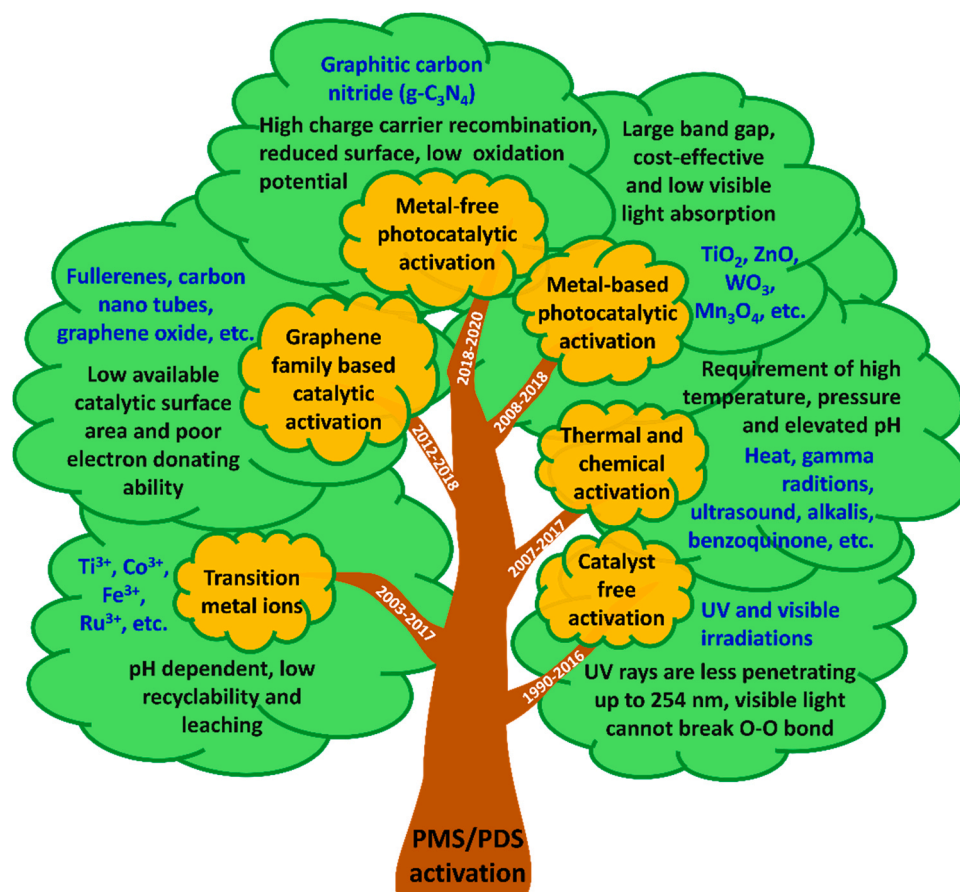 Graphitic carbon
nitride (g-C₃N₄)
High charge carrier recombination,
reduced surface, low oxidation
potential
Metal-free
photocatalytic
activation
2018-2020
Large band gap,
cost-effective
and low visible
light absorption
TiO₂, ZnO,
WO₃,
Mn₃O₄, etc.
Metal-based
photocatalytic
activation
2008-2018
Fullerenes, carbon
nano tubes,
graphene oxide, etc.
Low available
catalytic surface
area and poor
electron donating
ability
Graphene
family based
catalytic
activation
2012-2018
Requirement of high
temperature, pressure
and elevated pH
Heat, gamma
raditions,
ultrasound, alkalis,
benzoquinone, etc.
Thermal and
chemical
activation
2007-2017
Ti³⁺, Co³⁺,
Fe³⁺,
Ru³⁺, etc.
Transition
metal ions
2003-2017
pH dependent, low
recyclability and
leaching
Catalyst
free
activation
1990-2016
UV and visible
irradiations
UV rays are less penetrating
up to 254 nm, visible light
cannot break O-O bond
PMS/PDS
activation